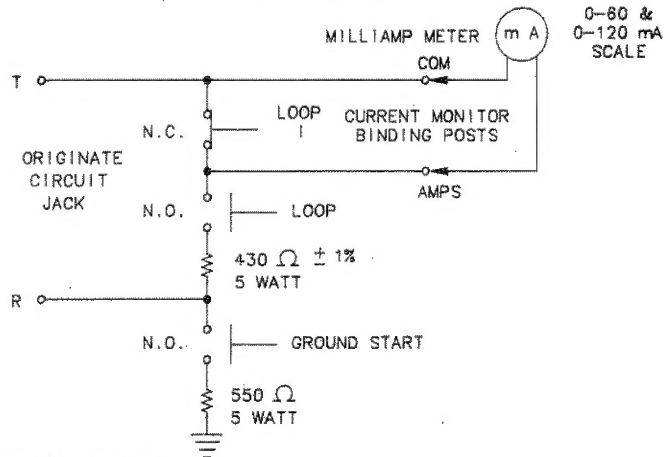 0-60 &
0-120 mA
SCALE
MILLIAMP METER
m A
COM
T
LOOP
I
CURRENT MONITOR
BINDING POSTS
N.C.
ORIGINATE
CIRCUIT
JACK
AMPS
N.O.
LOOP
430 Ω ± 1%
5 WATT
R
N.O.
GROUND START
550 Ω
5 WATT